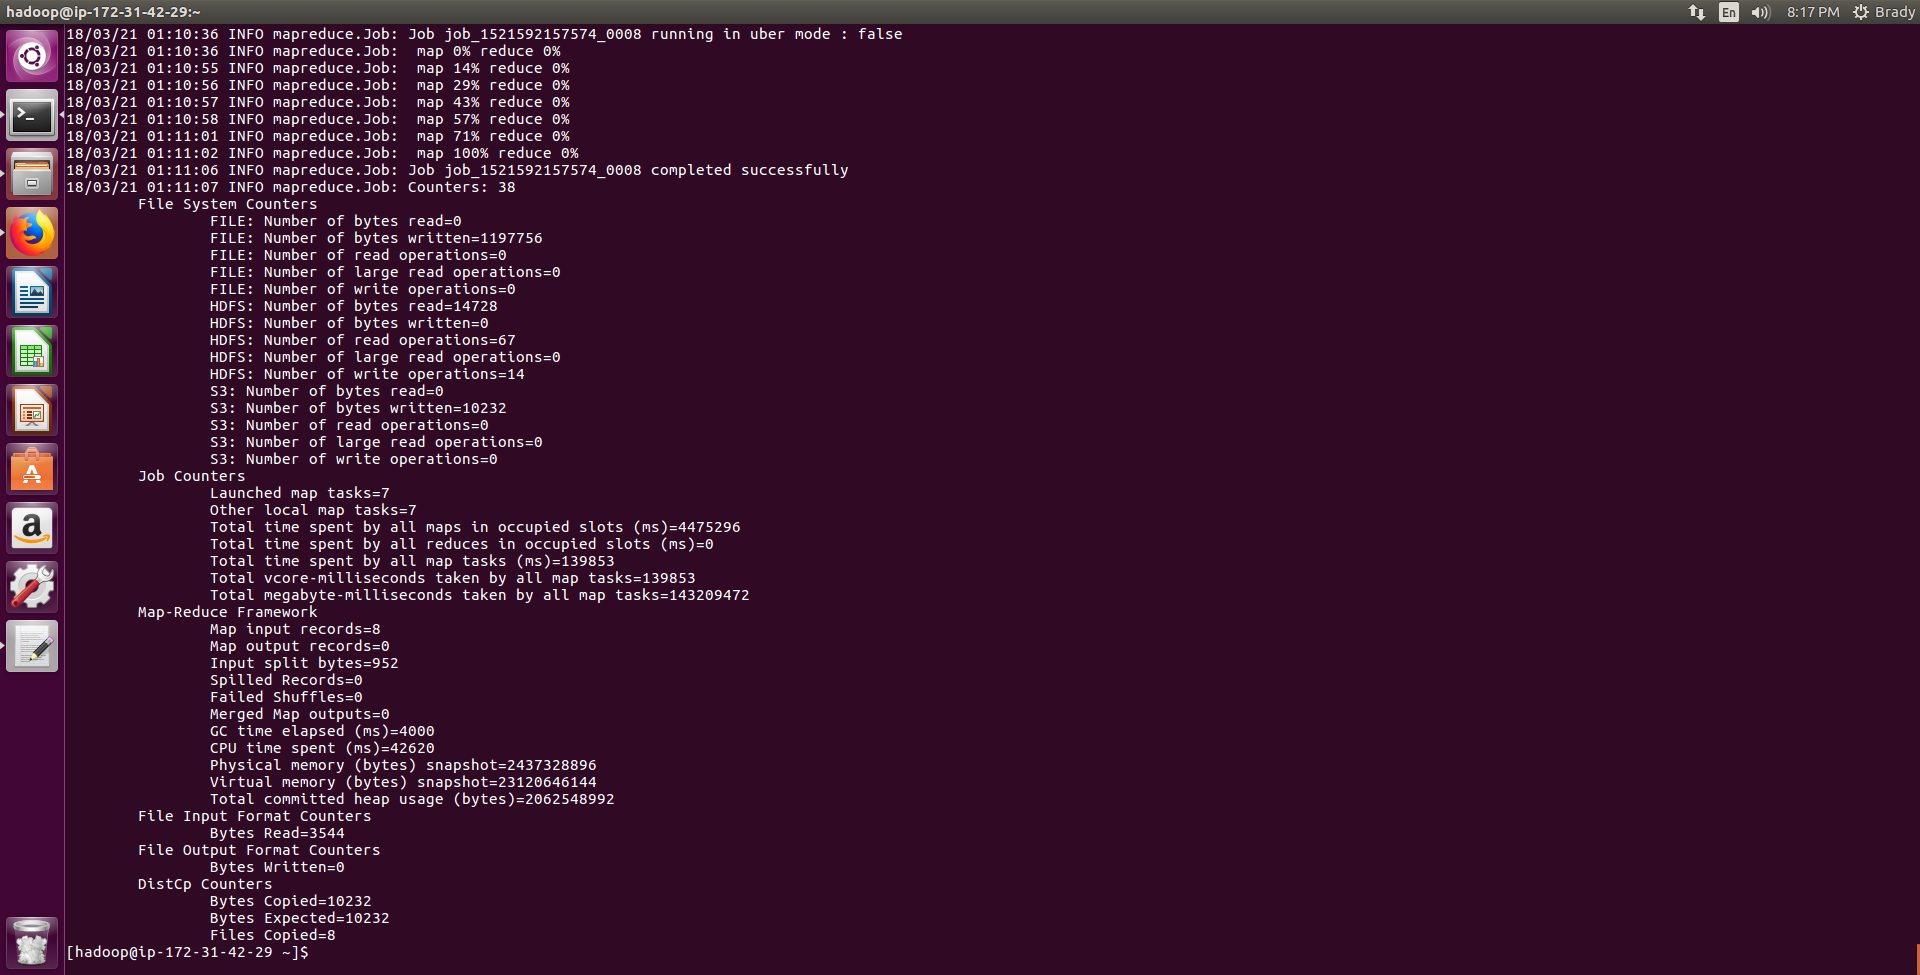 hadoop@ip-172-31-42-29:~
En
8:17 PM
Brady
18/03/21 01:10:36 INFO mapreduce.Job: Job job_1521592157574_0008 running in uber mode : false
18/03/21 01:10:36 INFO mapreduce.Job:  map 0% reduce 0%
18/03/21 01:10:55 INFO mapreduce.Job:  map 14% reduce 0%
18/03/21 01:10:56 INFO mapreduce.Job:  map 29% reduce 0%
18/03/21 01:10:57 INFO mapreduce.Job:  map 43% reduce 0%
18/03/21 01:10:58 INFO mapreduce.Job:  map 57% reduce 0%
18/03/21 01:11:01 INFO mapreduce.Job:  map 71% reduce 0%
18/03/21 01:11:02 INFO mapreduce.Job:  map 100% reduce 0%
18/03/21 01:11:06 INFO mapreduce.Job: Job job_1521592157574_0008 completed successfully
18/03/21 01:11:07 INFO mapreduce.Job: Counters: 38
File System Counters
FILE: Number of bytes read=0
FILE: Number of bytes written=1197756
FILE: Number of read operations=0
FILE: Number of large read operations=0
FILE: Number of write operations=0
HDFS: Number of bytes read=14728
HDFS: Number of bytes written=0
HDFS: Number of read operations=67
HDFS: Number of large read operations=0
HDFS: Number of write operations=14
S3: Number of bytes read=0
S3: Number of bytes written=10232
S3: Number of read operations=0
S3: Number of large read operations=0
S3: Number of write operations=0
Job Counters
Launched map tasks=7
Other local map tasks=7
Total time spent by all maps in occupied slots (ms)=4475296
Total time spent by all reduces in occupied slots (ms)=0
Total time spent by all map tasks (ms)=139853
Total vcore-milliseconds taken by all map tasks=139853
Total megabyte-milliseconds taken by all map tasks=143209472
Map-Reduce Framework
Map input records=8
Map output records=0
Input split bytes=952
Spilled Records=0
Failed Shuffles=0
Merged Map outputs=0
GC time elapsed (ms)=4000
CPU time spent (ms)=42620
Physical memory (bytes) snapshot=2437328896
Virtual memory (bytes) snapshot=23120646144
Total committed heap usage (bytes)=2062548992
File Input Format Counters
Bytes Read=3544
File Output Format Counters
Bytes Written=0
DistCp Counters
Bytes Copied=10232
Bytes Expected=10232
Files Copied=8
[hadoop@ip-172-31-42-29 ~]$